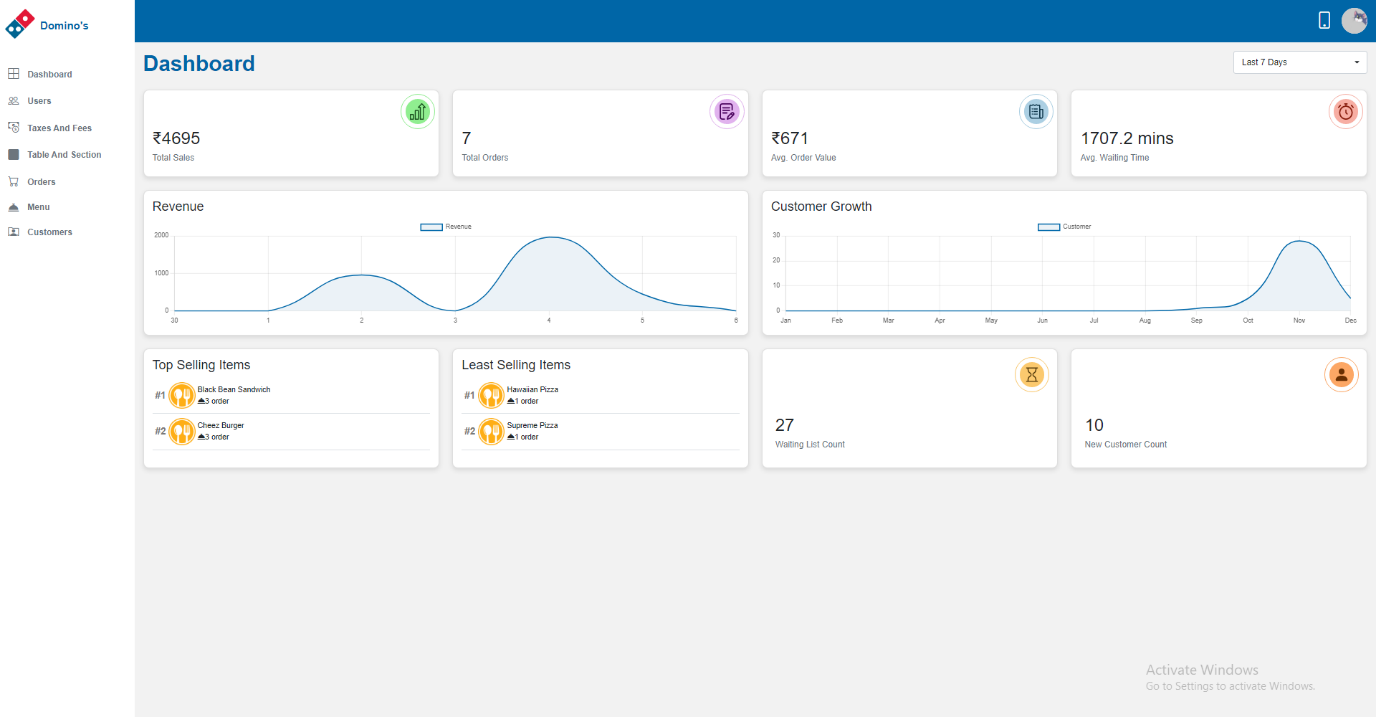 Domino's
Dashboard
Users
Taxes And Fees
Table And Section
Orders
Menu
Customers
Dashboard
Last 7 Days
₹4695
Total Sales
7
Total Orders
₹671
Avg. Order Value
1707.2 mins
Avg. Waiting Time
Revenue
Revenue
2000
1000
0
30 1 2 3 4 5 6
Customer Growth
Customer
30
20
10
0
Jan Feb Mar Apr May Jun Jul Aug Sep Oct Nov Dec
Top Selling Items
#1 Black Bean Sandwich
3 order
#2 Cheez Burger
3 order
Least Selling Items
#1 Hawaiian Pizza
1 order
#2 Supreme Pizza
1 order
27
Waiting List Count
10
New Customer Count
Activate Windows
Go to Settings to activate Windows.